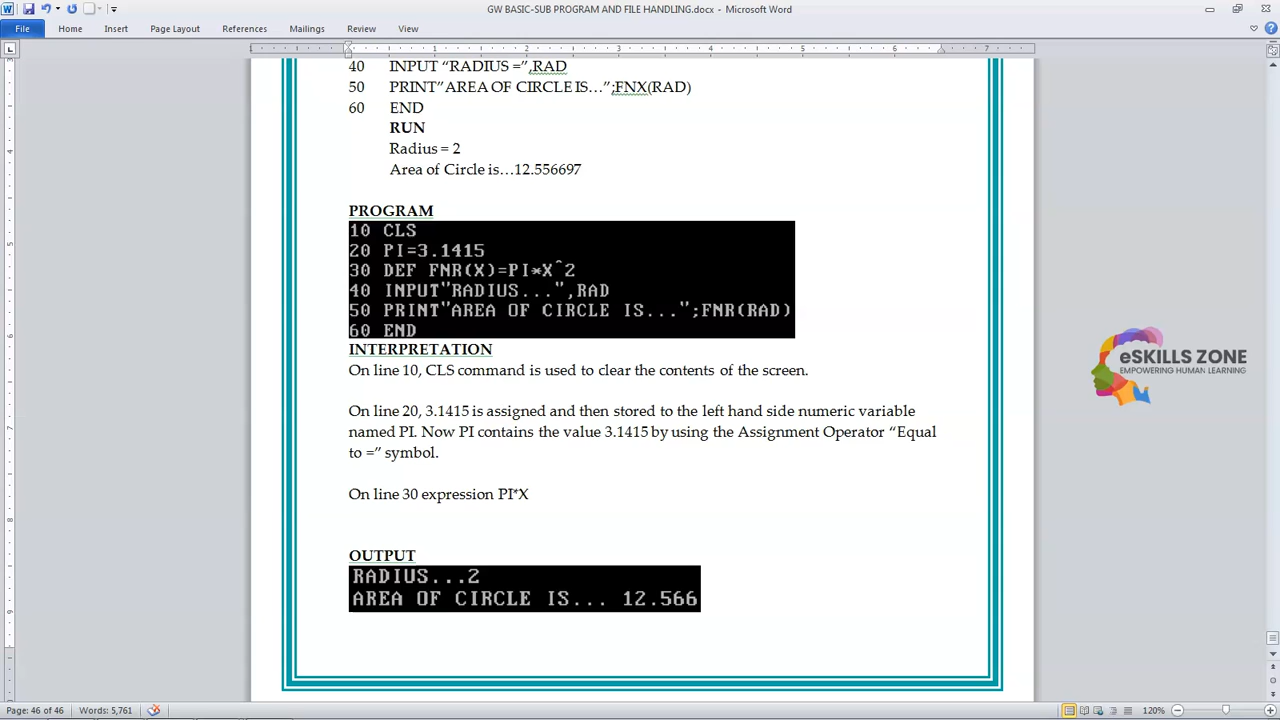 GW BASIC-SUB PROGRAM AND FILE HANDLING.docx - Microsoft Word
File Home Insert Page Layout References Mailings Review View
1 2 3 4 5 6 7
40 INPUT “RADIUS =”,RAD
50 PRINT”AREA OF CIRCLE IS…”;FNX(RAD)
60 END
RUN
Radius = 2
Area of Circle is…12.556697
PROGRAM
10 CLS
20 PI=3.1415
30 DEF FNR(X)=PI*X^2
40 INPUT"RADIUS...",RAD
50 PRINT"AREA OF CIRCLE IS...";FNR(RAD)
60 END
INTERPRETATION
On line 10, CLS command is used to clear the contents of the screen.
On line 20, 3.1415 is assigned and then stored to the left hand side numeric variable
named PI. Now PI contains the value 3.1415 by using the Assignment Operator “Equal
to =” symbol.
On line 30 expression PI*X
OUTPUT
RADIUS...2
AREA OF CIRCLE IS... 12.566
eSKILLS ZONE
EMPOWERING HUMAN LEARNING
Page: 46 of 46 Words: 5,761 120%